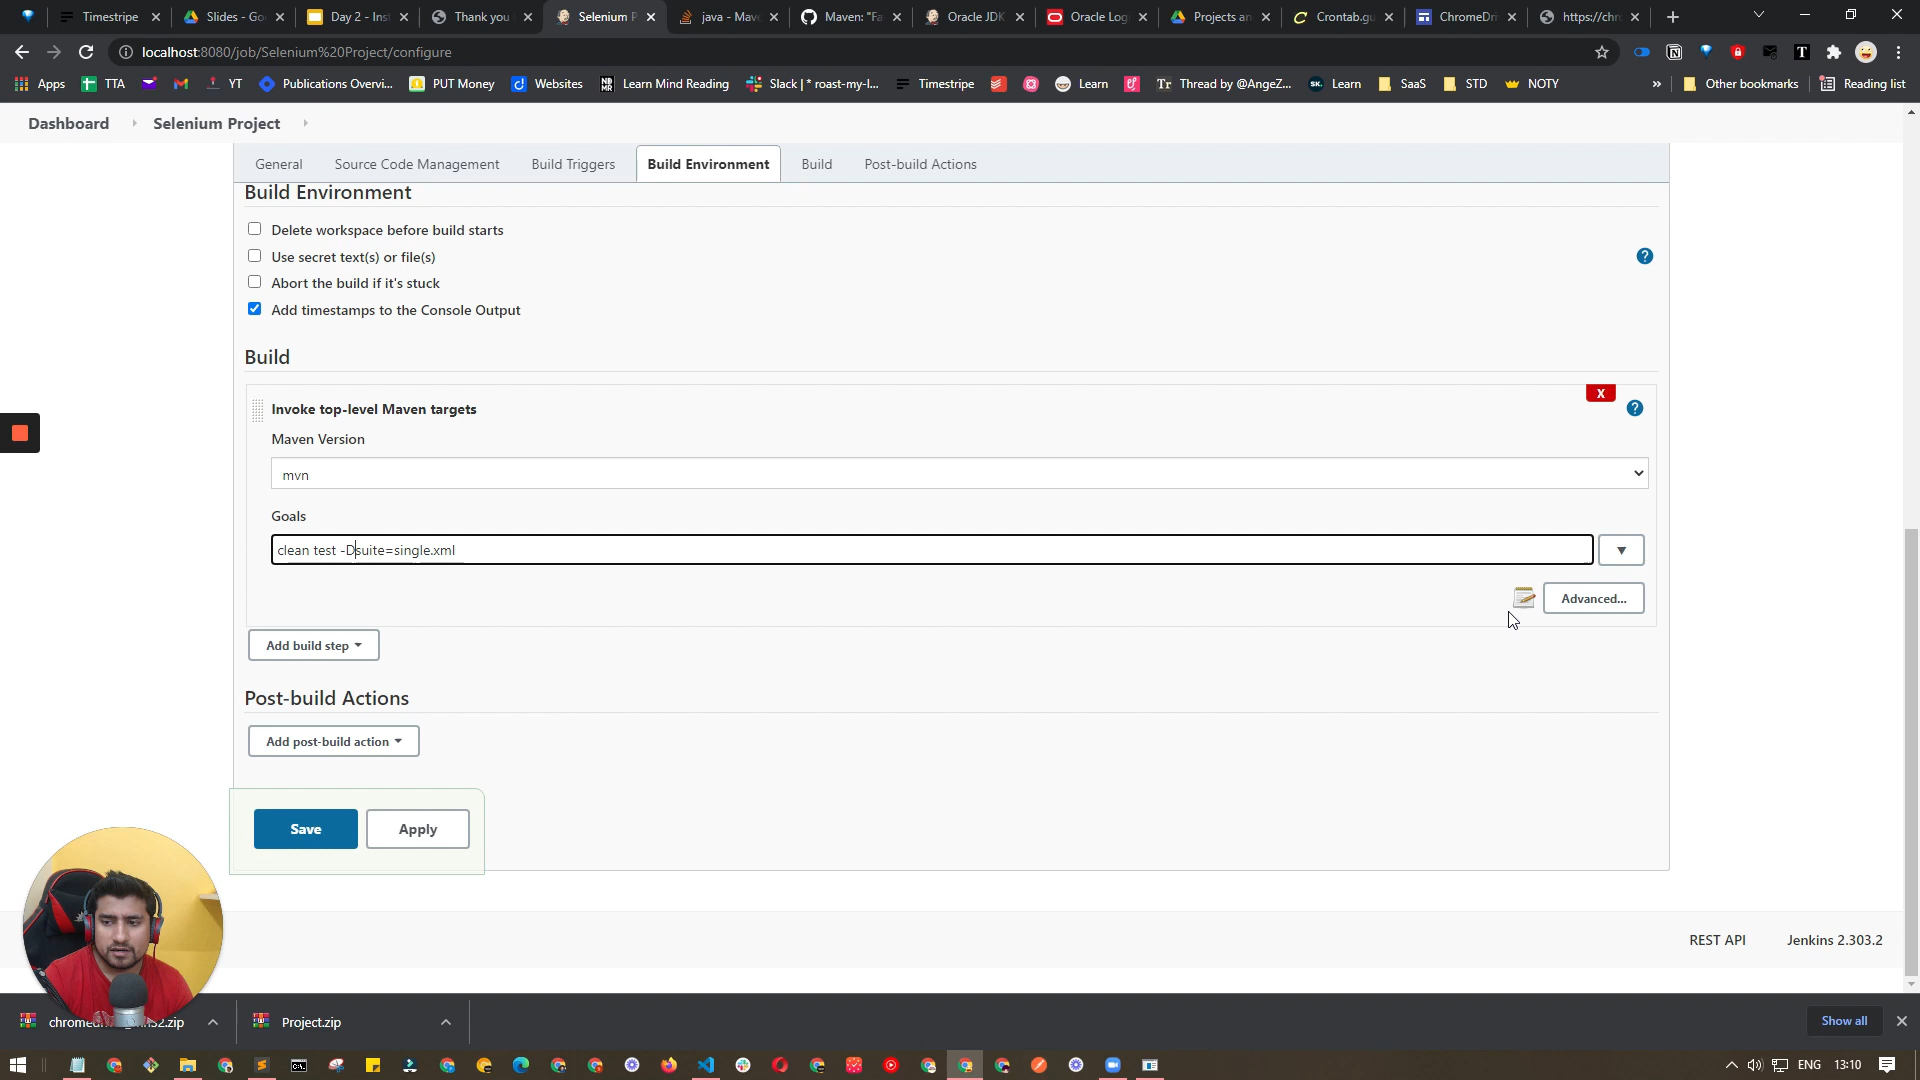 Timestripe
Slides - Go
Day 2 - Inst
Thank you
Selenium P
java - Mave
Maven: "Fa
Oracle JDK
Oracle Log
Projects an
Crontab.gu
ChromeDri
https://chr
localhost:8080/job/Selenium%20Project/configure
Apps
TTA
YT
Publications Overvi...
PUT Money
Websites
Learn Mind Reading
Slack | * roast-my-l...
Timestripe
Learn
Thread by @AngeZ...
Learn
SaaS
STD
NOTY
»
Other bookmarks
Reading list
Dashboard
Selenium Project
General
Source Code Management
Build Triggers
Build Environment
Build
Post-build Actions
Build Environment
Delete workspace before build starts
Use secret text(s) or file(s)
?
Abort the build if it's stuck
Add timestamps to the Console Output
Build
X
Invoke top-level Maven targets
?
Maven Version
mvn
Goals
clean test -Dsuite=single.xml
Advanced...
Add build step
Post-build Actions
Add post-build action
Save
Apply
REST API
Jenkins 2.303.2
Project.zip
Show all
ENG
13:10